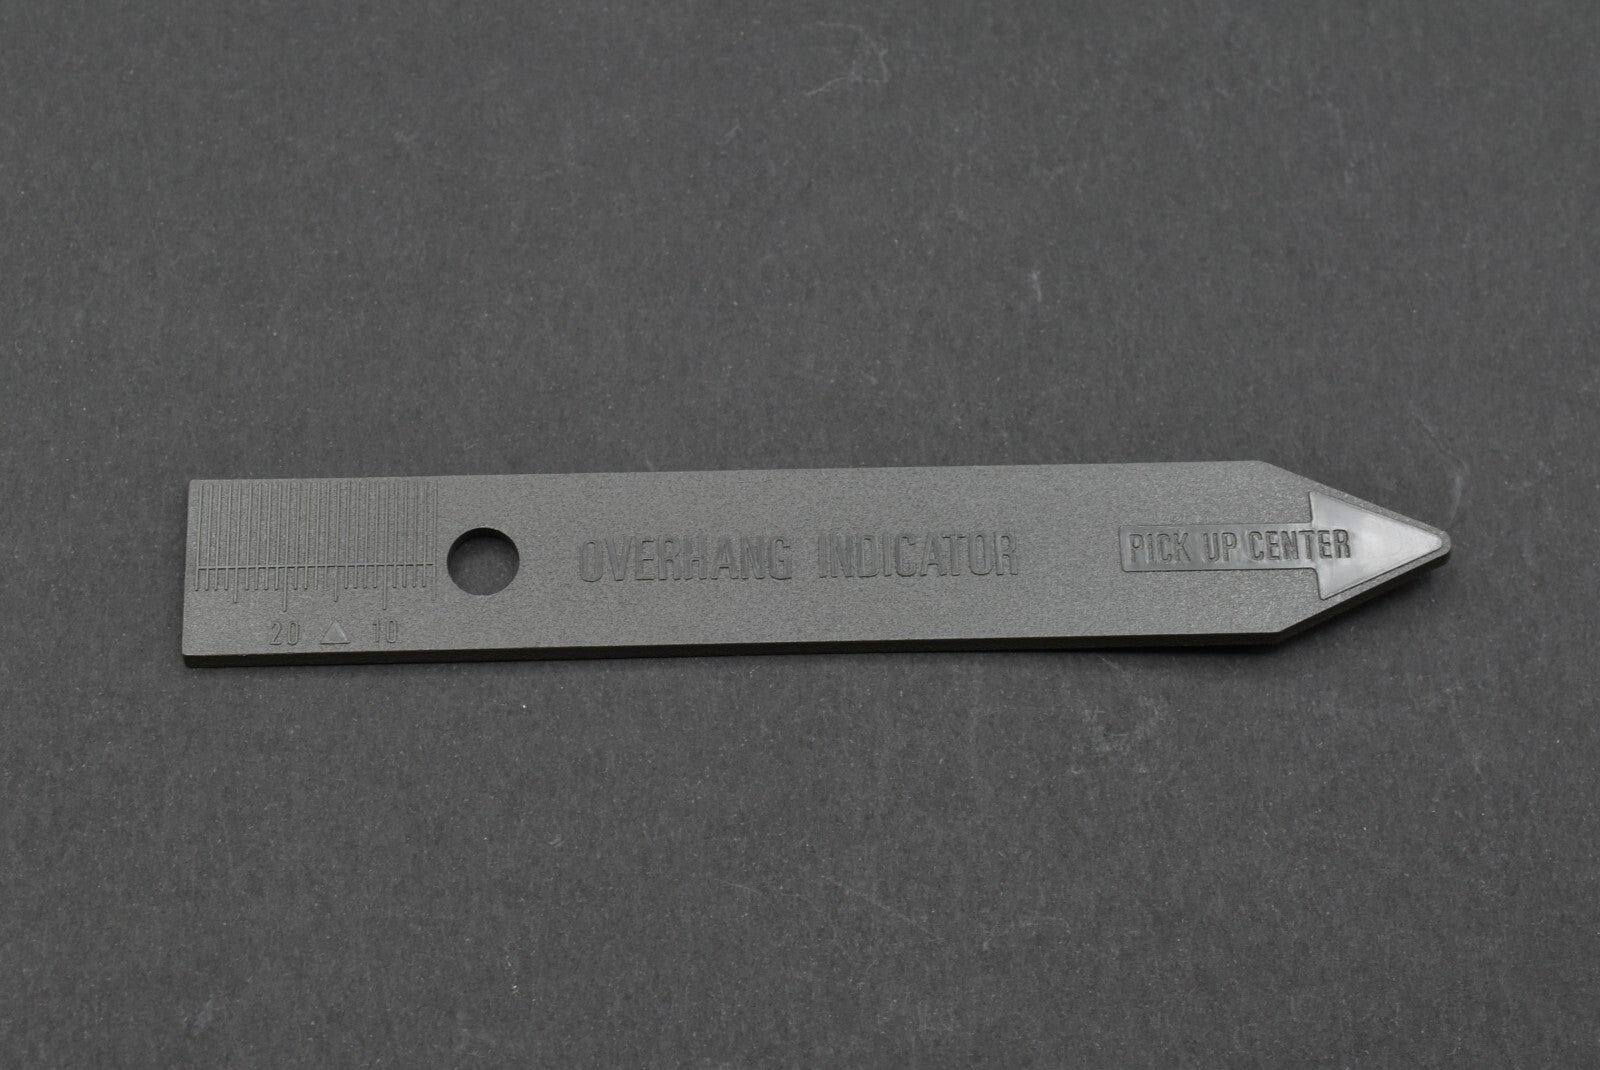 OVERHANG INDICATOR
PICK UP CENTER
20 10